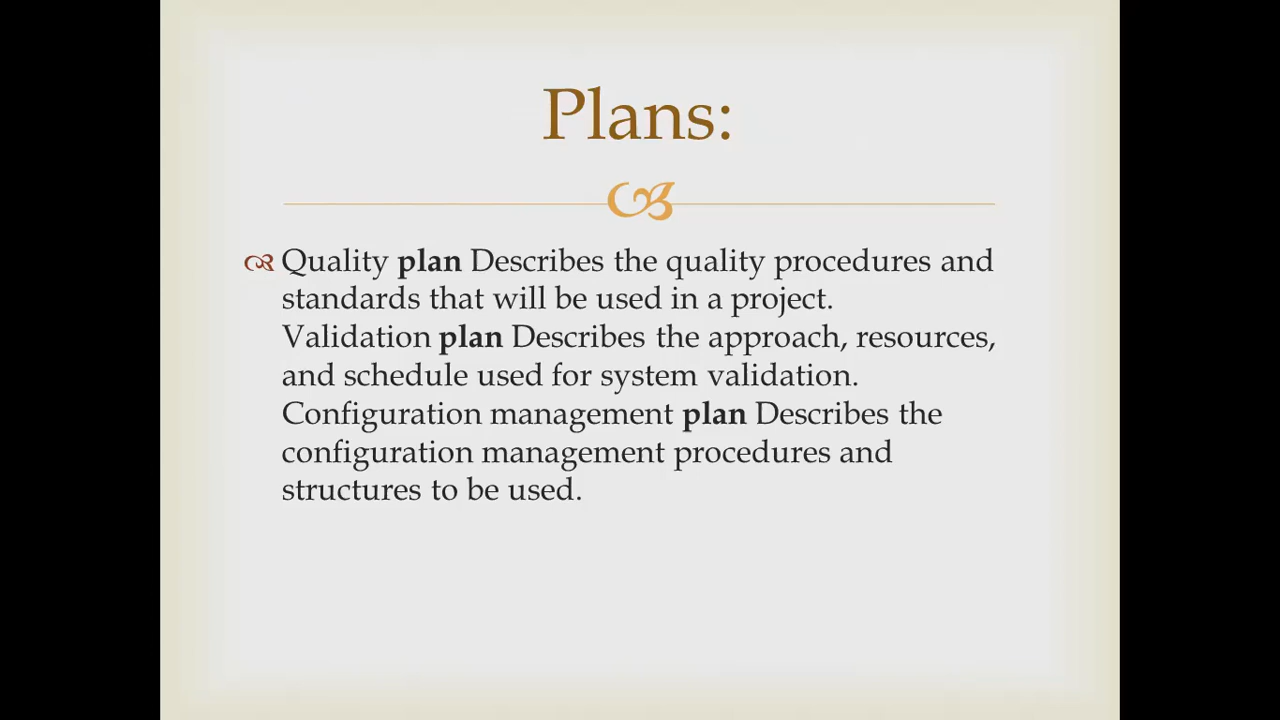 Plans:
Quality plan Describes the quality procedures and
standards that will be used in a project.
Validation plan Describes the approach, resources,
and schedule used for system validation.
Configuration management plan Describes the
configuration management procedures and
structures to be used.